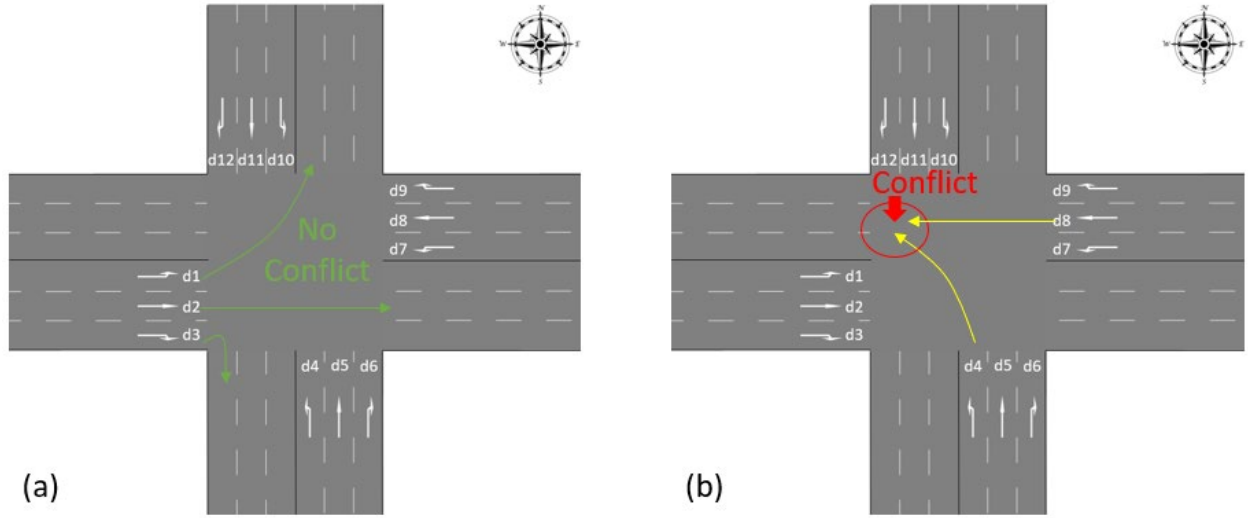 N
W
E
S
d12 d11 d10
d9
d8
d7
No
Conflict
d1
d2
d3
d4 d5 d6
(a)
N
W
E
S
d12 d11 d10
Conflict
d9
d8
d7
d1
d2
d3
d4 d5 d6
(b)